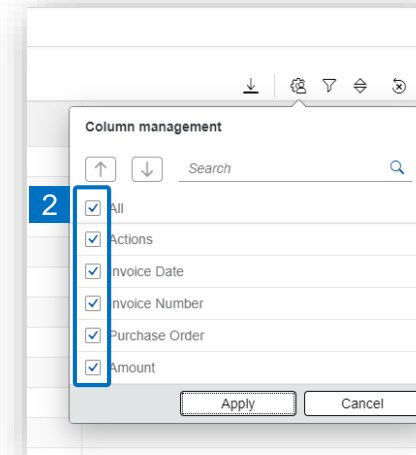 Column management
Search
2
All
Actions
Invoice Date
Invoice Number
Purchase Order
Amount
Apply Cancel